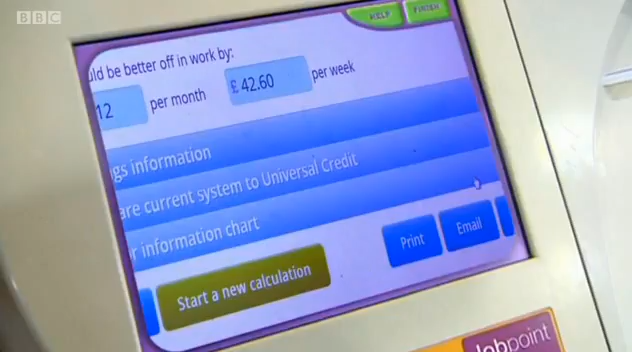 BBC
HELP FINISH
uld be better off in work by:
12 per month £ 42.60 per week
gs information
are current system to Universal Credit
r information chart
Start a new calculation Print Email
Jobpoint